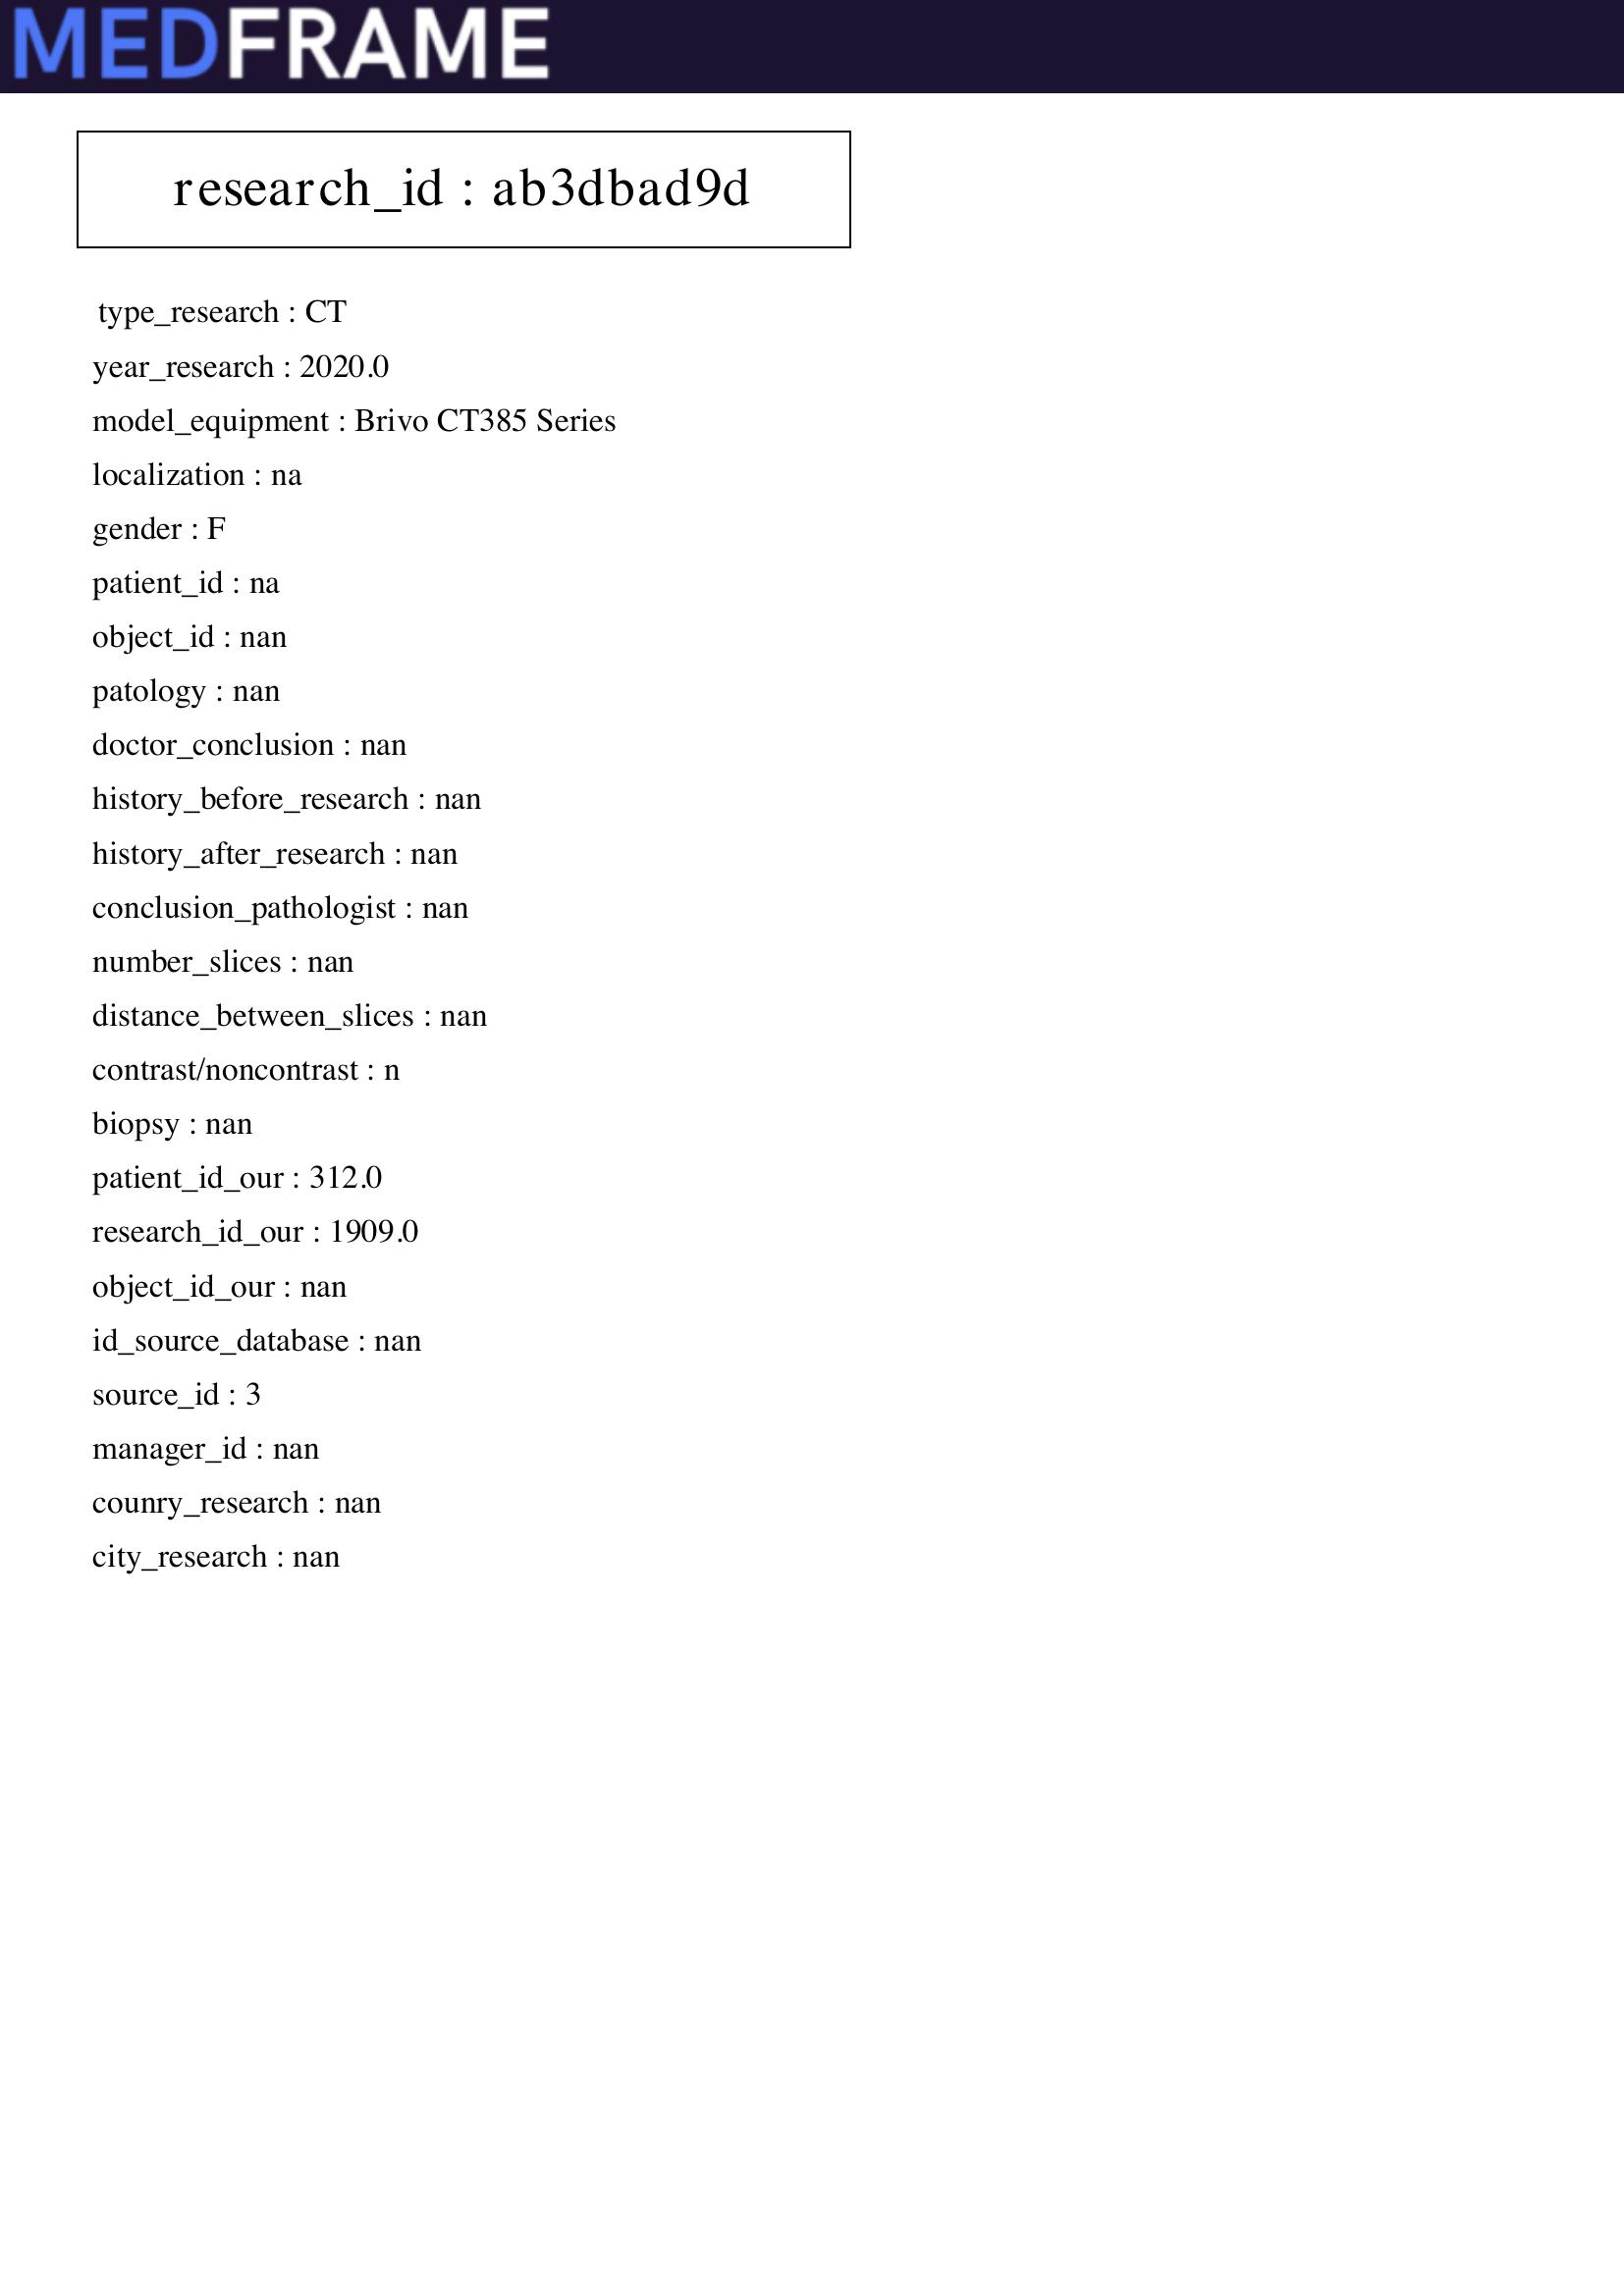 MEDFRAME
research_id : ab3dbad9d
type_research : CT
year_research : 2020.0
model_equipment : Brivo CT385 Series
localization : na
gender : F
patient_id : na
object_id : nan
patology : nan
doctor_conclusion : nan
history_before_research : nan
history_after_research : nan
conclusion_pathologist : nan
number_slices : nan
distance_between_slices : nan
contrast/noncontrast : n
biopsy : nan
patient_id_our : 312.0
research_id_our : 1909.0
object_id_our : nan
id_source_database : nan
source_id : 3
manager_id : nan
counry_research : nan
city_research : nan